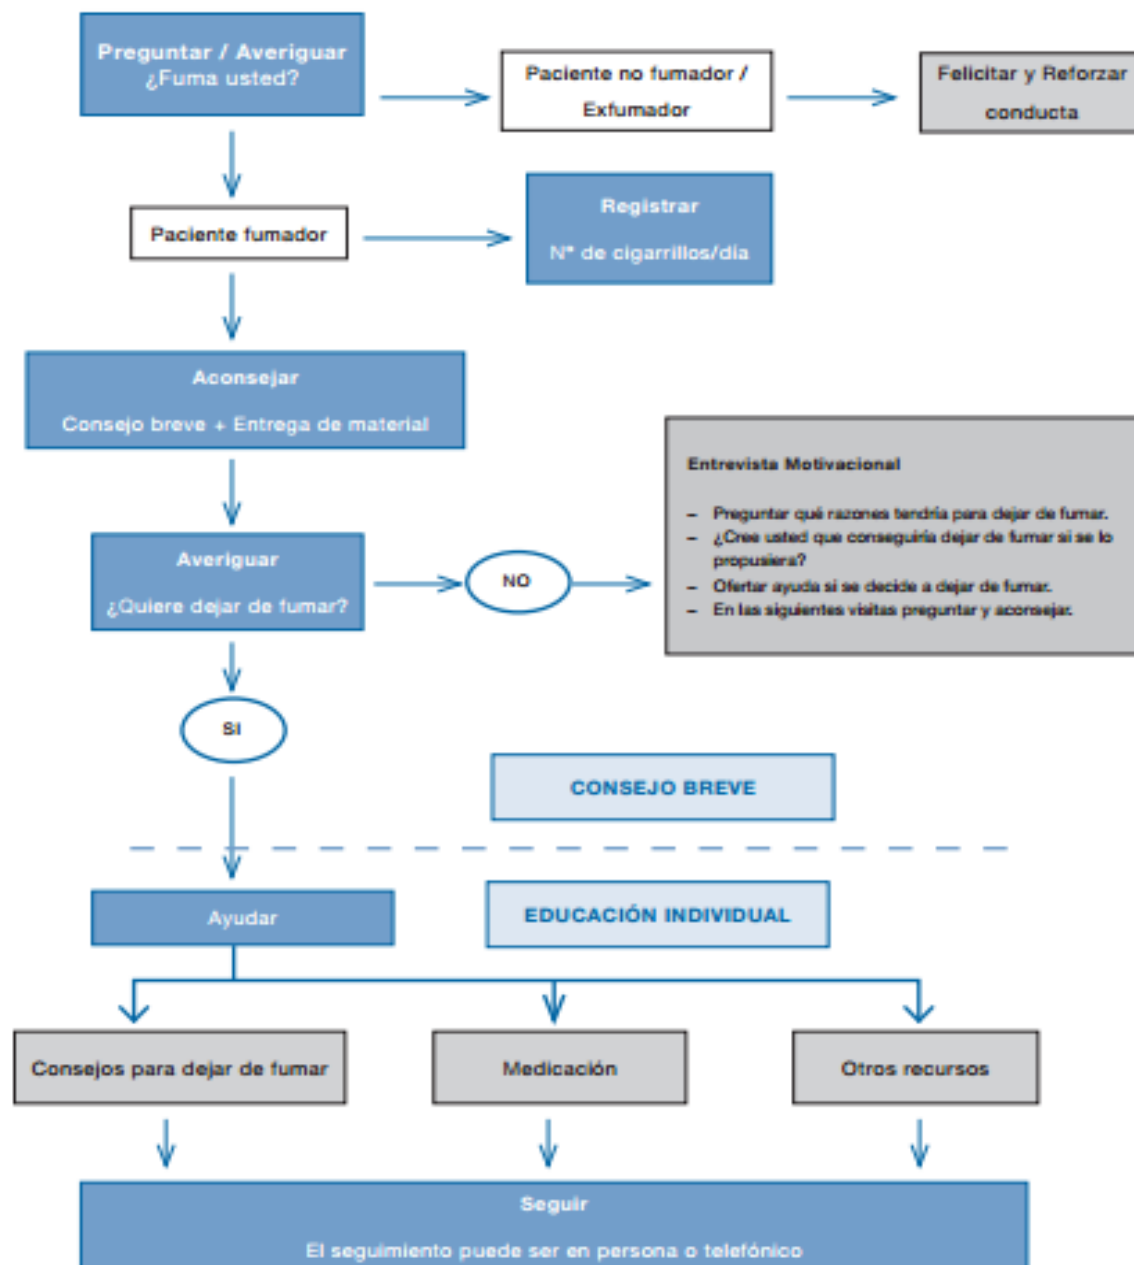 Preguntar / Averiguar
¿Fuma usted?
Paciente no fumador /
Exfumador
Felicitar y Reforzar
conducta
Paciente fumador
Registrar
N° de cigarrillos/día
Aconsejar
Consejo breve + Entrega de material
Averiguar
¿Quiere dejar de fumar?
NO
Entrevista Motivacional
– Preguntar qué razones tendría para dejar de fumar.
– ¿Cree usted que conseguiría dejar de fumar si se lo
propusiera?
– Ofertar ayuda si se decide a dejar de fumar.
– En las siguientes visitas preguntar y aconsejar.
SI
CONSEJO BREVE
Ayudar
EDUCACIÓN INDIVIDUAL
Consejos para dejar de fumar
Medicación
Otros recursos
Seguir
El seguimiento puede ser en persona o telefónico